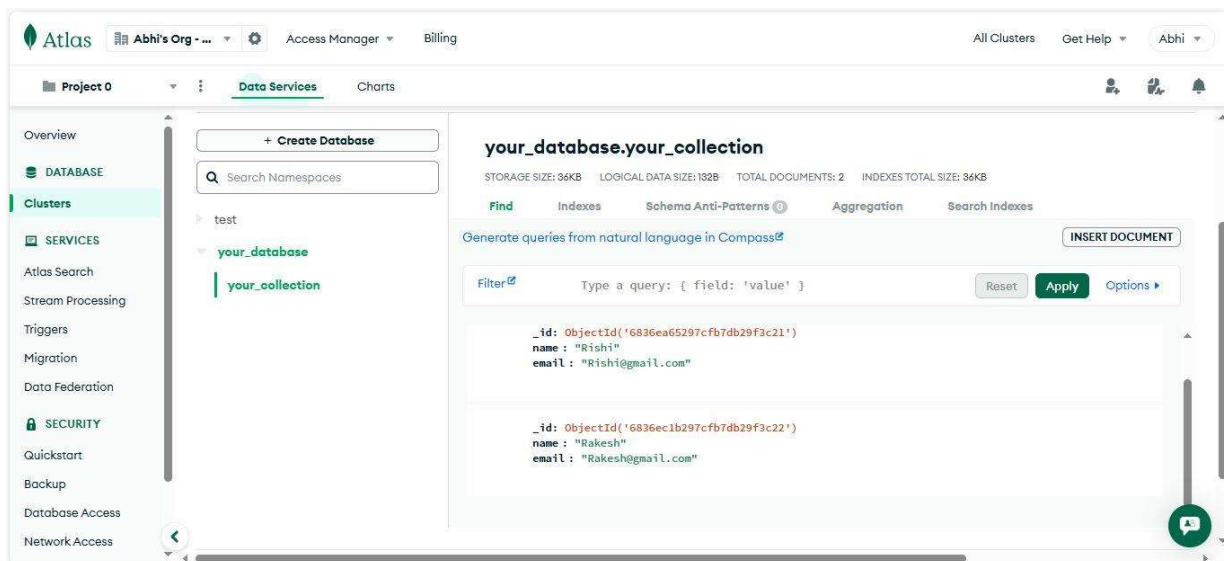 Atlas Abhi's Org - ... Access Manager Billing All Clusters Get Help Abhi
Project 0 Data Services Charts
Overview
DATABASE
Clusters
SERVICES
Atlas Search
Stream Processing
Triggers
Migration
Data Federation
SECURITY
Quickstart
Backup
Database Access
Network Access
+ Create Database
Search Namespaces
test
your_database
your_collection
your_database.your_collection
STORAGE SIZE: 36KB LOGICAL DATA SIZE: 132B TOTAL DOCUMENTS: 2 INDEXES TOTAL SIZE: 36KB
Find Indexes Schema Anti-Patterns 0 Aggregation Search Indexes
Generate queries from natural language in Compass
INSERT DOCUMENT
Filter Type a query: { field: 'value' } Reset Apply Options
_id: ObjectId('6836ea65297cfb7db29f3c21')
name : "Rishi"
email : "Rishi@gmail.com"
_id: ObjectId('6836ec1b297cfb7db29f3c22')
name : "Rakesh"
email : "Rakesh@gmail.com"